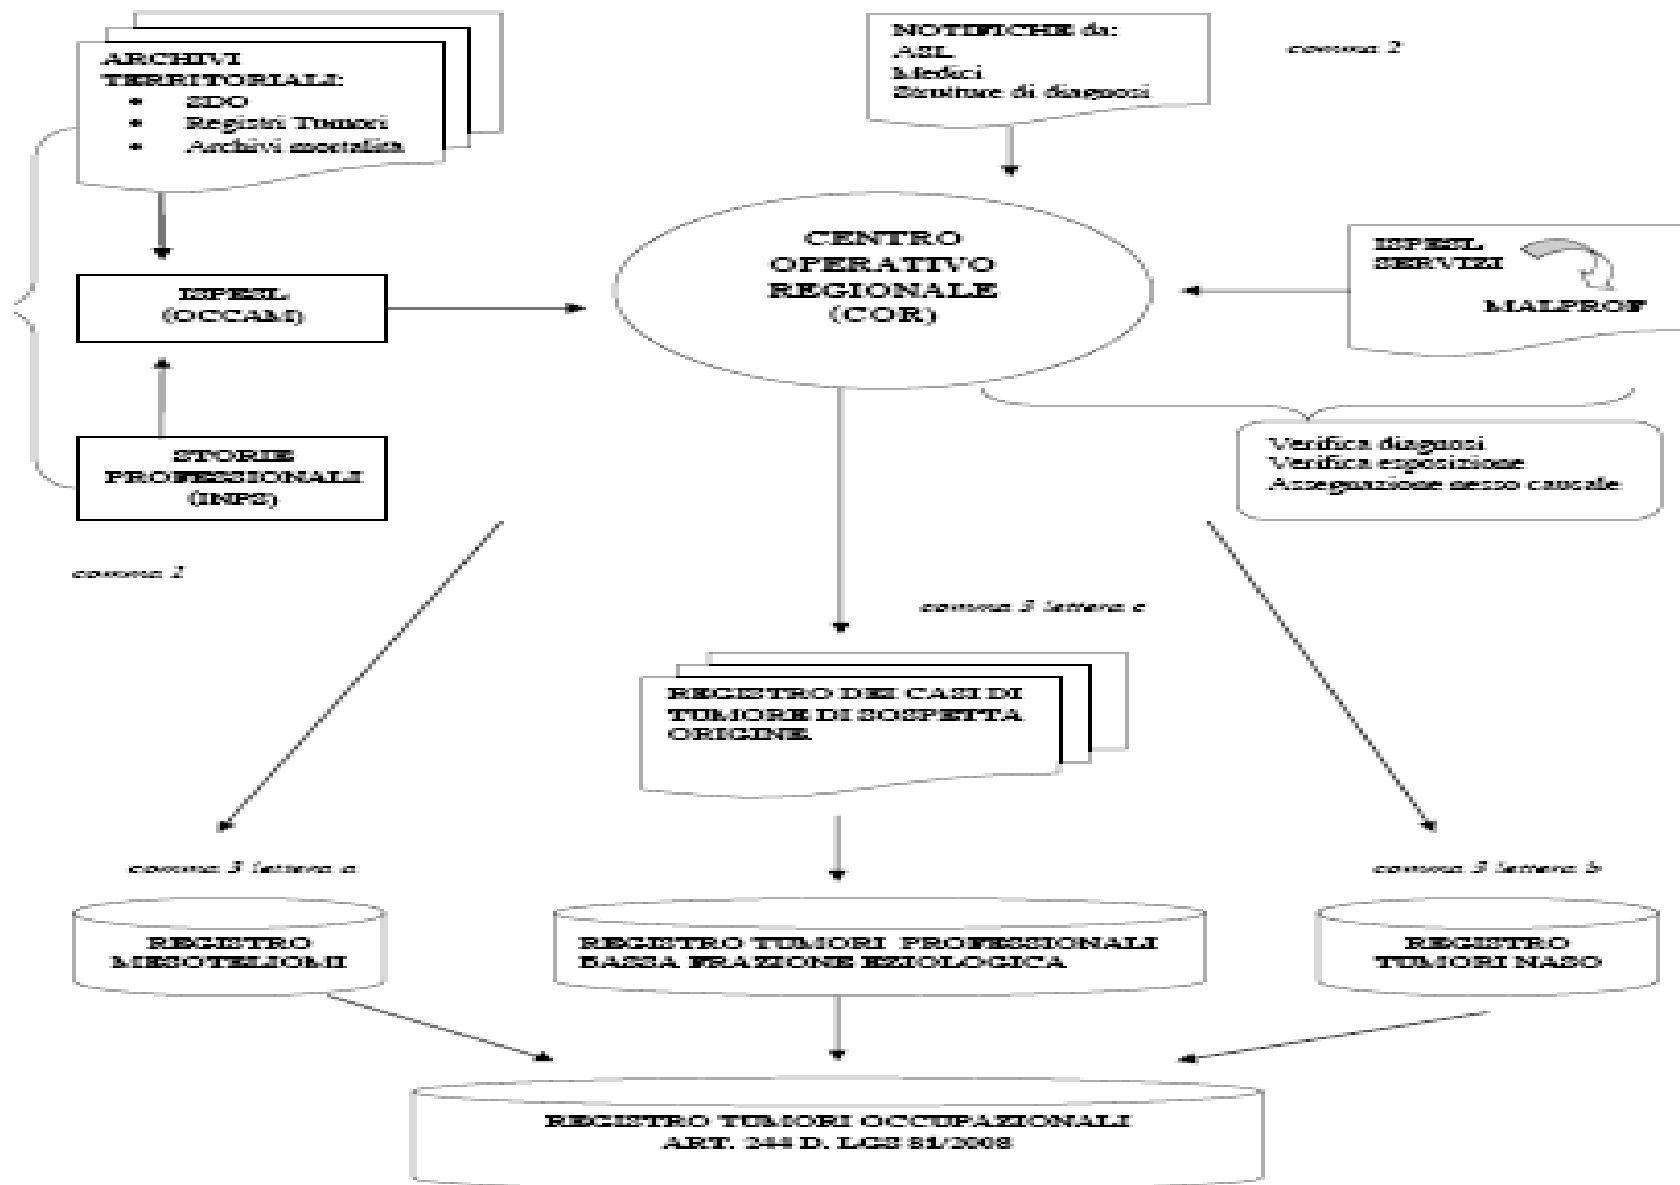 ARCHIVI
TERRITORIALI:
• SDO
• Registri Tumori
• Archivi mortalità
NOTIFICHE da:
ASL
Medici
Strutture di diagnosi
comma 2
CENTRO
OPERATIVO
REGIONALE
(COR)
ISPESL
SERVIZI
MALPROF
ISPESL
(OCCAM)
STORIE
PROFESSIONALI
(INPS)
Verifica diagnosi
Verifica esposizione
Assegnazione nesso causale
comma 1
comma 3 lettera c
REGISTRO DEI CASI DI
TUMORE DI SOSPETTA
ORIGINE
comma 3 lettera a
comma 3 lettera b
REGISTRO
MESOTELIOMI
REGISTRO TUMORI PROFESSIONALI
BASSA FRAZIONE EZIOLOGICA
REGISTRO
TUMORI NASO
REGISTRO TUMORI OCCUPAZIONALI
ART. 244 D. LGS 81/2008